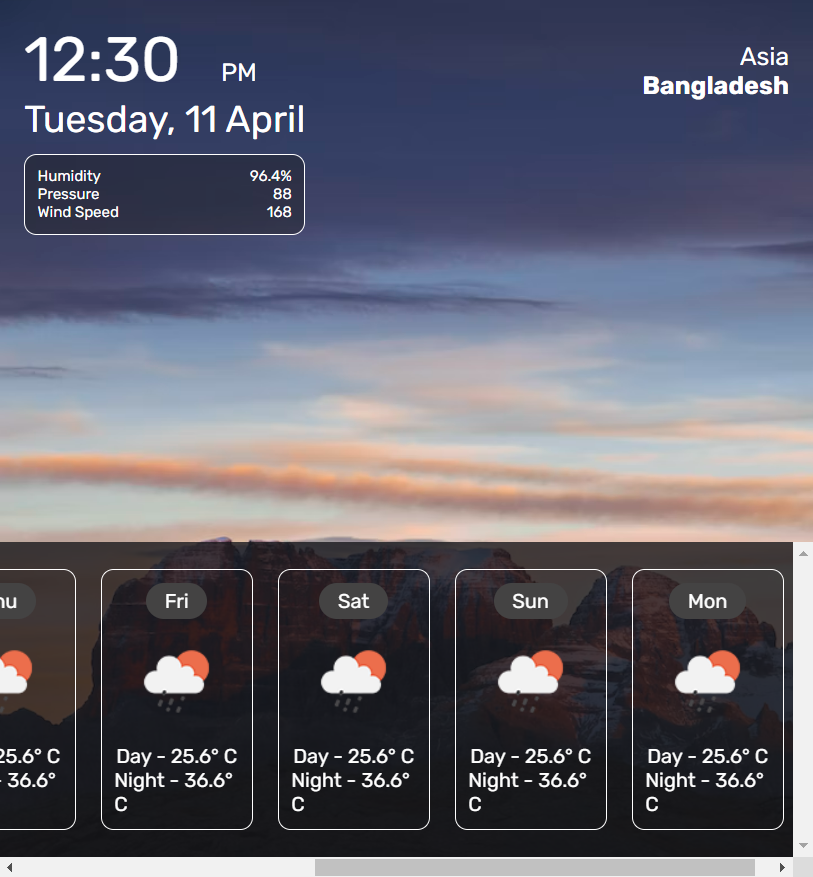 12:30 PM
Asia
Bangladesh
Tuesday, 11 April
Humidity 96.4%
Pressure 88
Wind Speed 168
Fri
Sat
Sun
Mon
25.6° C
36.6°
Day - 25.6° C
Night - 36.6°
C
Day - 25.6° C
Night - 36.6°
C
Day - 25.6° C
Night - 36.6°
C
Day - 25.6° C
Night - 36.6°
C